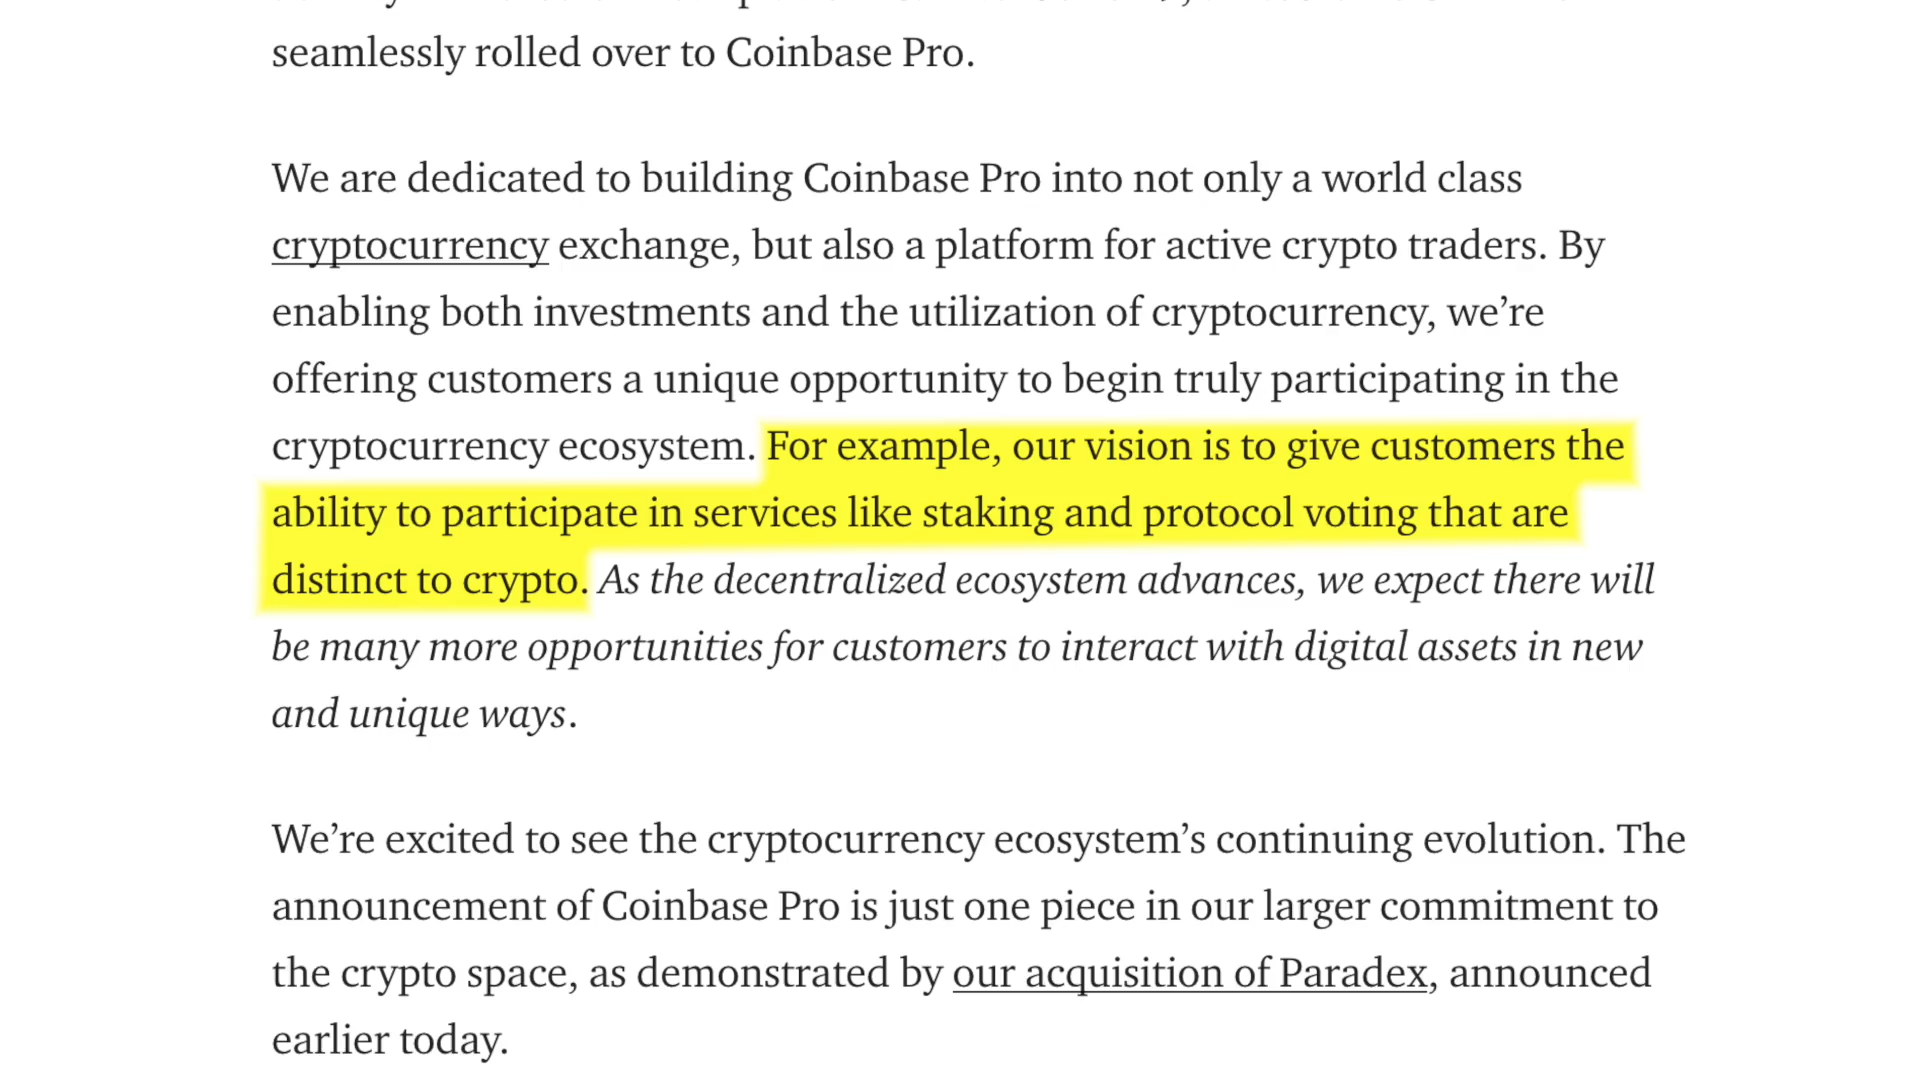 seamlessly rolled over to Coinbase Pro.
We are dedicated to building Coinbase Pro into not only a world class
cryptocurrency exchange, but also a platform for active crypto traders. By
enabling both investments and the utilization of cryptocurrency, we’re
offering customers a unique opportunity to begin truly participating in the
cryptocurrency ecosystem. For example, our vision is to give customers the
ability to participate in services like staking and protocol voting that are
distinct to crypto. As the decentralized ecosystem advances, we expect there will
be many more opportunities for customers to interact with digital assets in new
and unique ways.
We’re excited to see the cryptocurrency ecosystem’s continuing evolution. The
announcement of Coinbase Pro is just one piece in our larger commitment to
the crypto space, as demonstrated by our acquisition of Paradex, announced
earlier today.